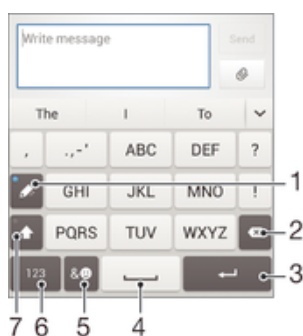 Write message
Send
The I To
, .,-' ABC DEF ?
GHI JKL MNO !
1
PQRS TUV WXYZ
2
123 &
3
7 6 5 4